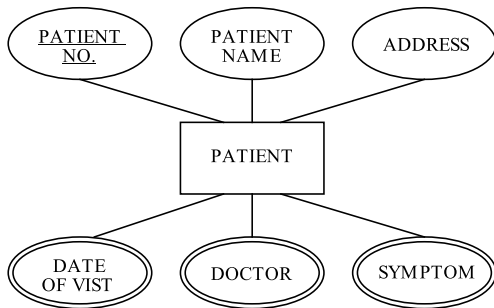 PATIENT
NO.
PATIENT
NAME
ADDRESS
PATIENT
DATE
OF VIST
DOCTOR
SYMPTOM